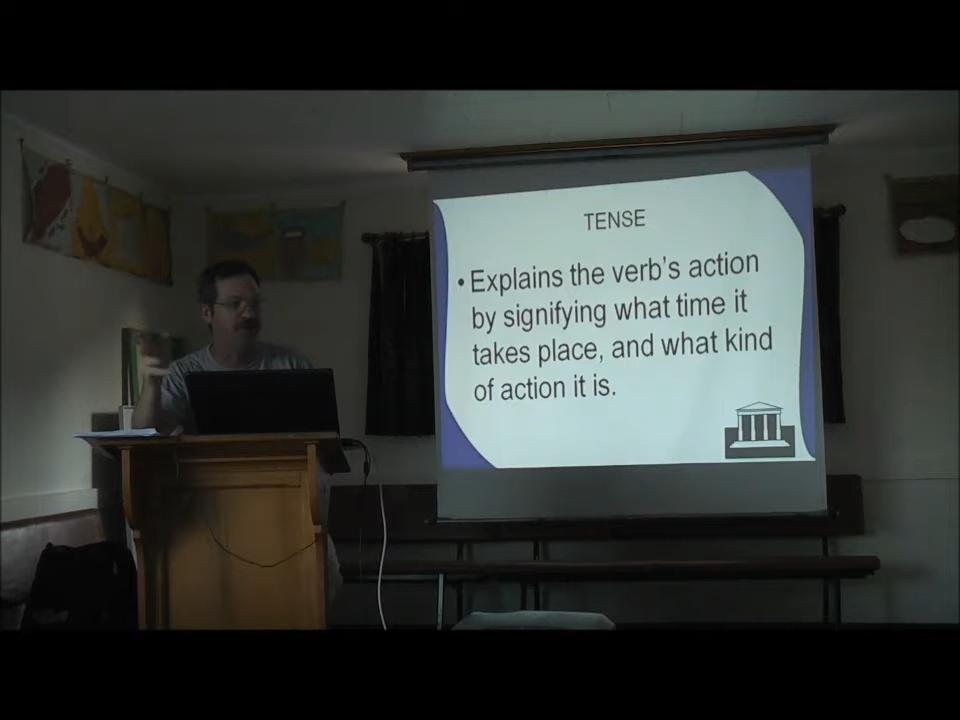 TENSE
• Explains the verb's action
by signifying what time it
takes place, and what kind
of action it is.